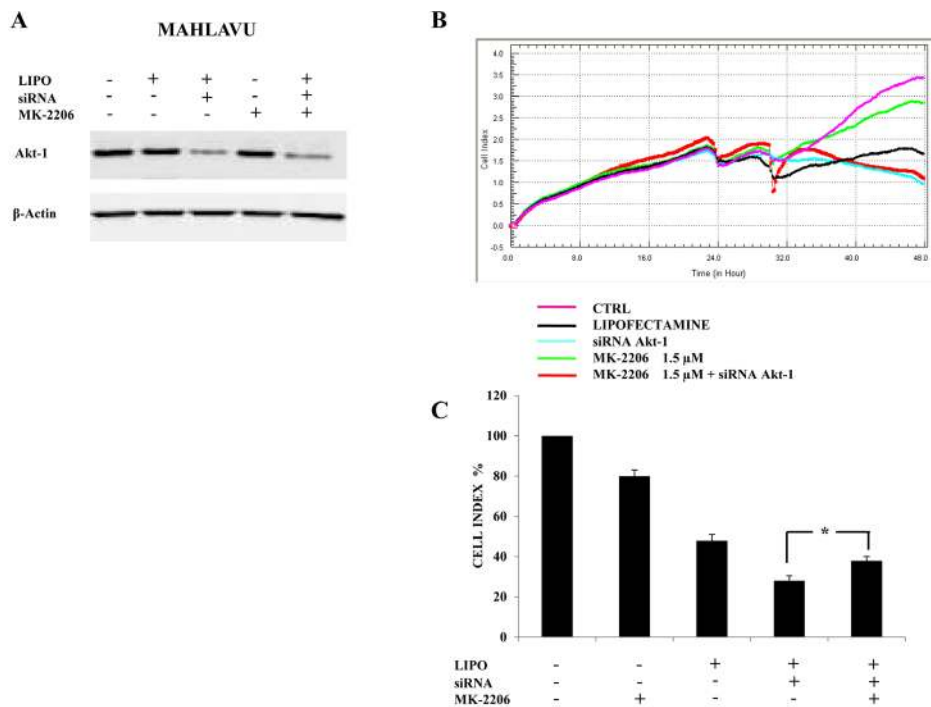 A
MAHLAVU
LIPO - + + - +
siRNA - - + - +
MK-2206 - - - + +
Akt-1
β-Actin
B
5.0
4.5
4.0
3.5
3.0
2.5
2.0
1.5
1.0
0.5
0.0
-0.5
Cell Index
0.0 8.0 16.0 24.0 32.0 40.0 48.0
Time (in Hour)
CTRL
LIPOFECTAMINE
siRNA Akt-1
MK-2206 1.5 µM
MK-2206 1.5 µM + siRNA Akt-1
C
120
100
80
60
40
20
0
CELL INDEX %
*
LIPO - - + + +
siRNA - - - + +
MK-2206 - + - - +